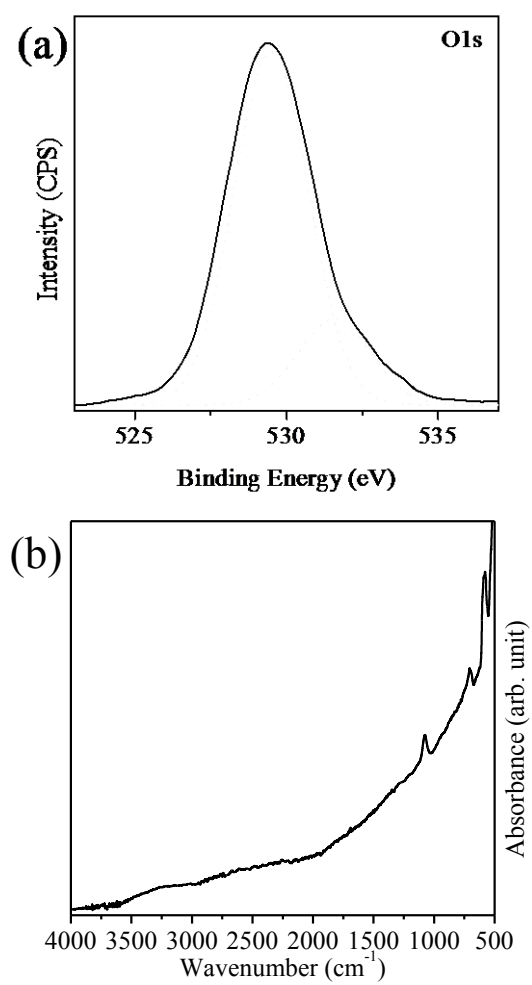 (a)
O1s
Intensity (CPS)
525 530 535
Binding Energy (eV)
(b)
Absorbance (arb. unit)
4000 3500 3000 2500 2000 1500 1000 500
Wavenumber (cm⁻¹)